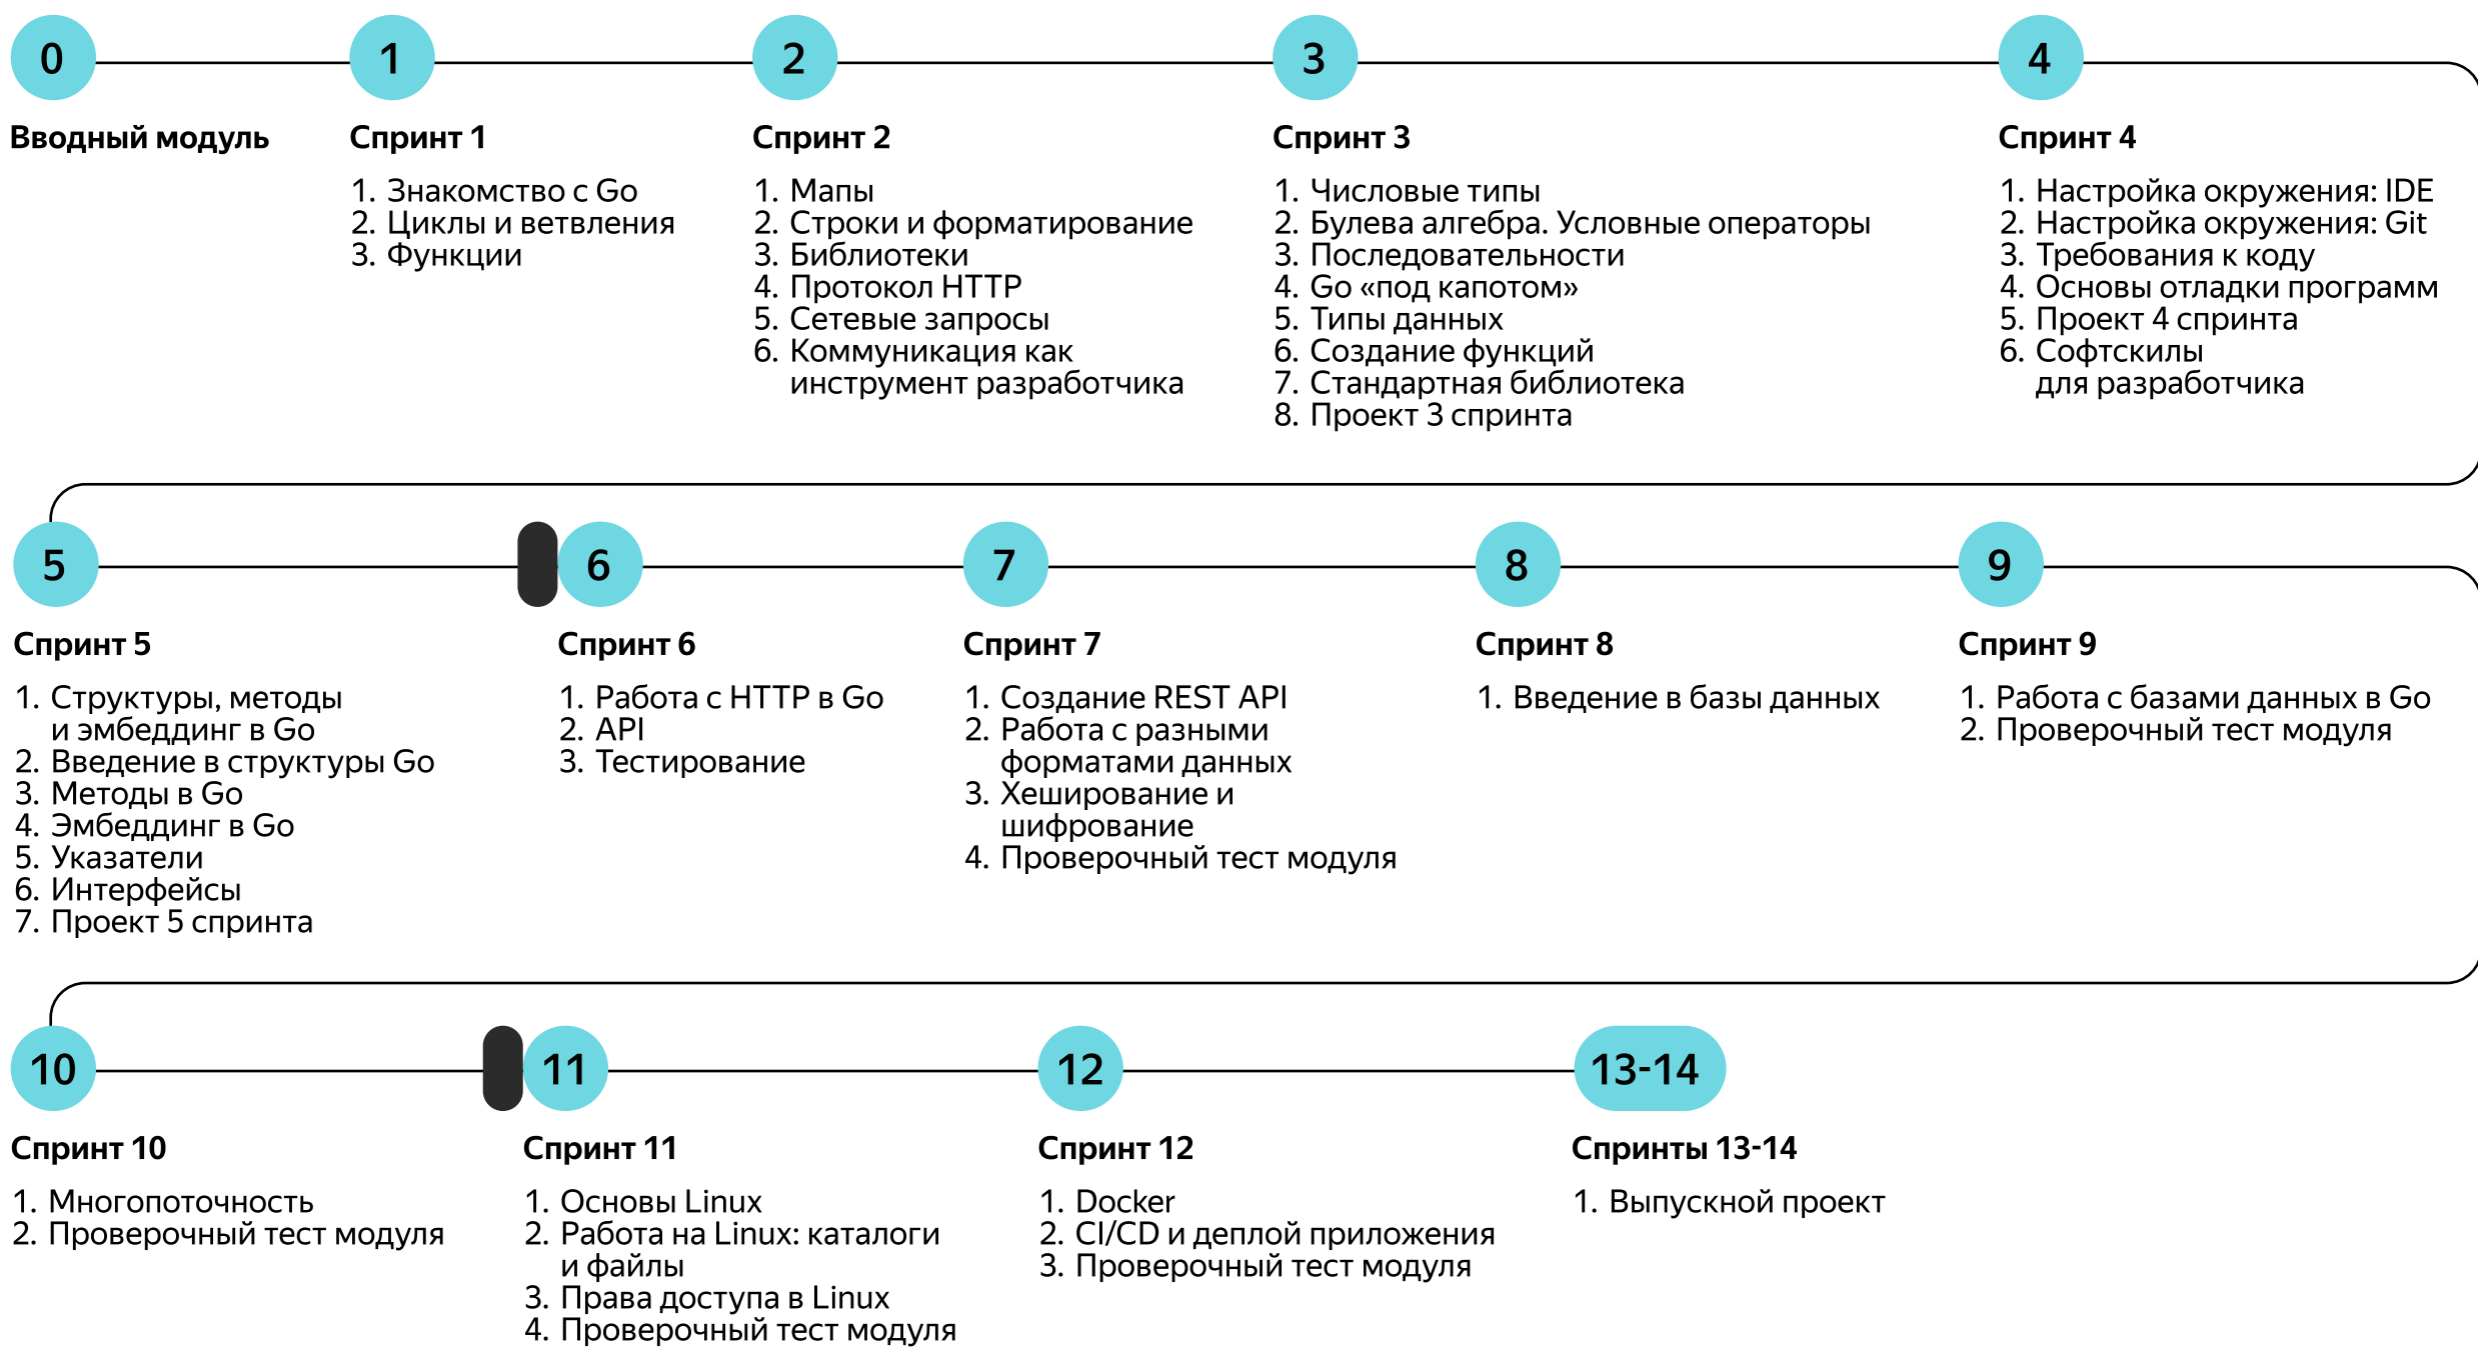 0
1
2
3
4
Вводный модуль
Спринт 1
1. Знакомство с Go
2. Циклы и ветвления
3. Функции
Спринт 2
1. Мапы
2. Строки и форматирование
3. Библиотеки
4. Протокол HTTP
5. Сетевые запросы
6. Коммуникация как
инструмент разработчика
Спринт 3
1. Числовые типы
2. Булева алгебра. Условные операторы
3. Последовательности
4. Go «под капотом»
5. Типы данных
6. Создание функций
7. Стандартная библиотека
8. Проект 3 спринта
Спринт 4
1. Настройка окружения: IDE
2. Настройка окружения: Git
3. Требования к коду
4. Основы отладки программ
5. Проект 4 спринта
6. Софтскилы
для разработчика
5
6
7
8
9
Спринт 5
1. Структуры, методы
и эмбеддинг в Go
2. Введение в структуры Go
3. Методы в Go
4. Эмбеддинг в Go
5. Указатели
6. Интерфейсы
7. Проект 5 спринта
Спринт 6
1. Работа с HTTP в Go
2. API
3. Тестирование
Спринт 7
1. Создание REST API
2. Работа с разными
форматами данных
3. Хеширование и
шифрование
4. Проверочный тест модуля
Спринт 8
1. Введение в базы данных
Спринт 9
1. Работа с базами данных в Go
2. Проверочный тест модуля
10
11
12
13-14
Спринт 10
1. Многопоточность
2. Проверочный тест модуля
Спринт 11
1. Основы Linux
2. Работа на Linux: каталоги
и файлы
3. Права доступа в Linux
4. Проверочный тест модуля
Спринт 12
1. Docker
2. CI/CD и деплой приложения
3. Проверочный тест модуля
Спринты 13-14
1. Выпускной проект